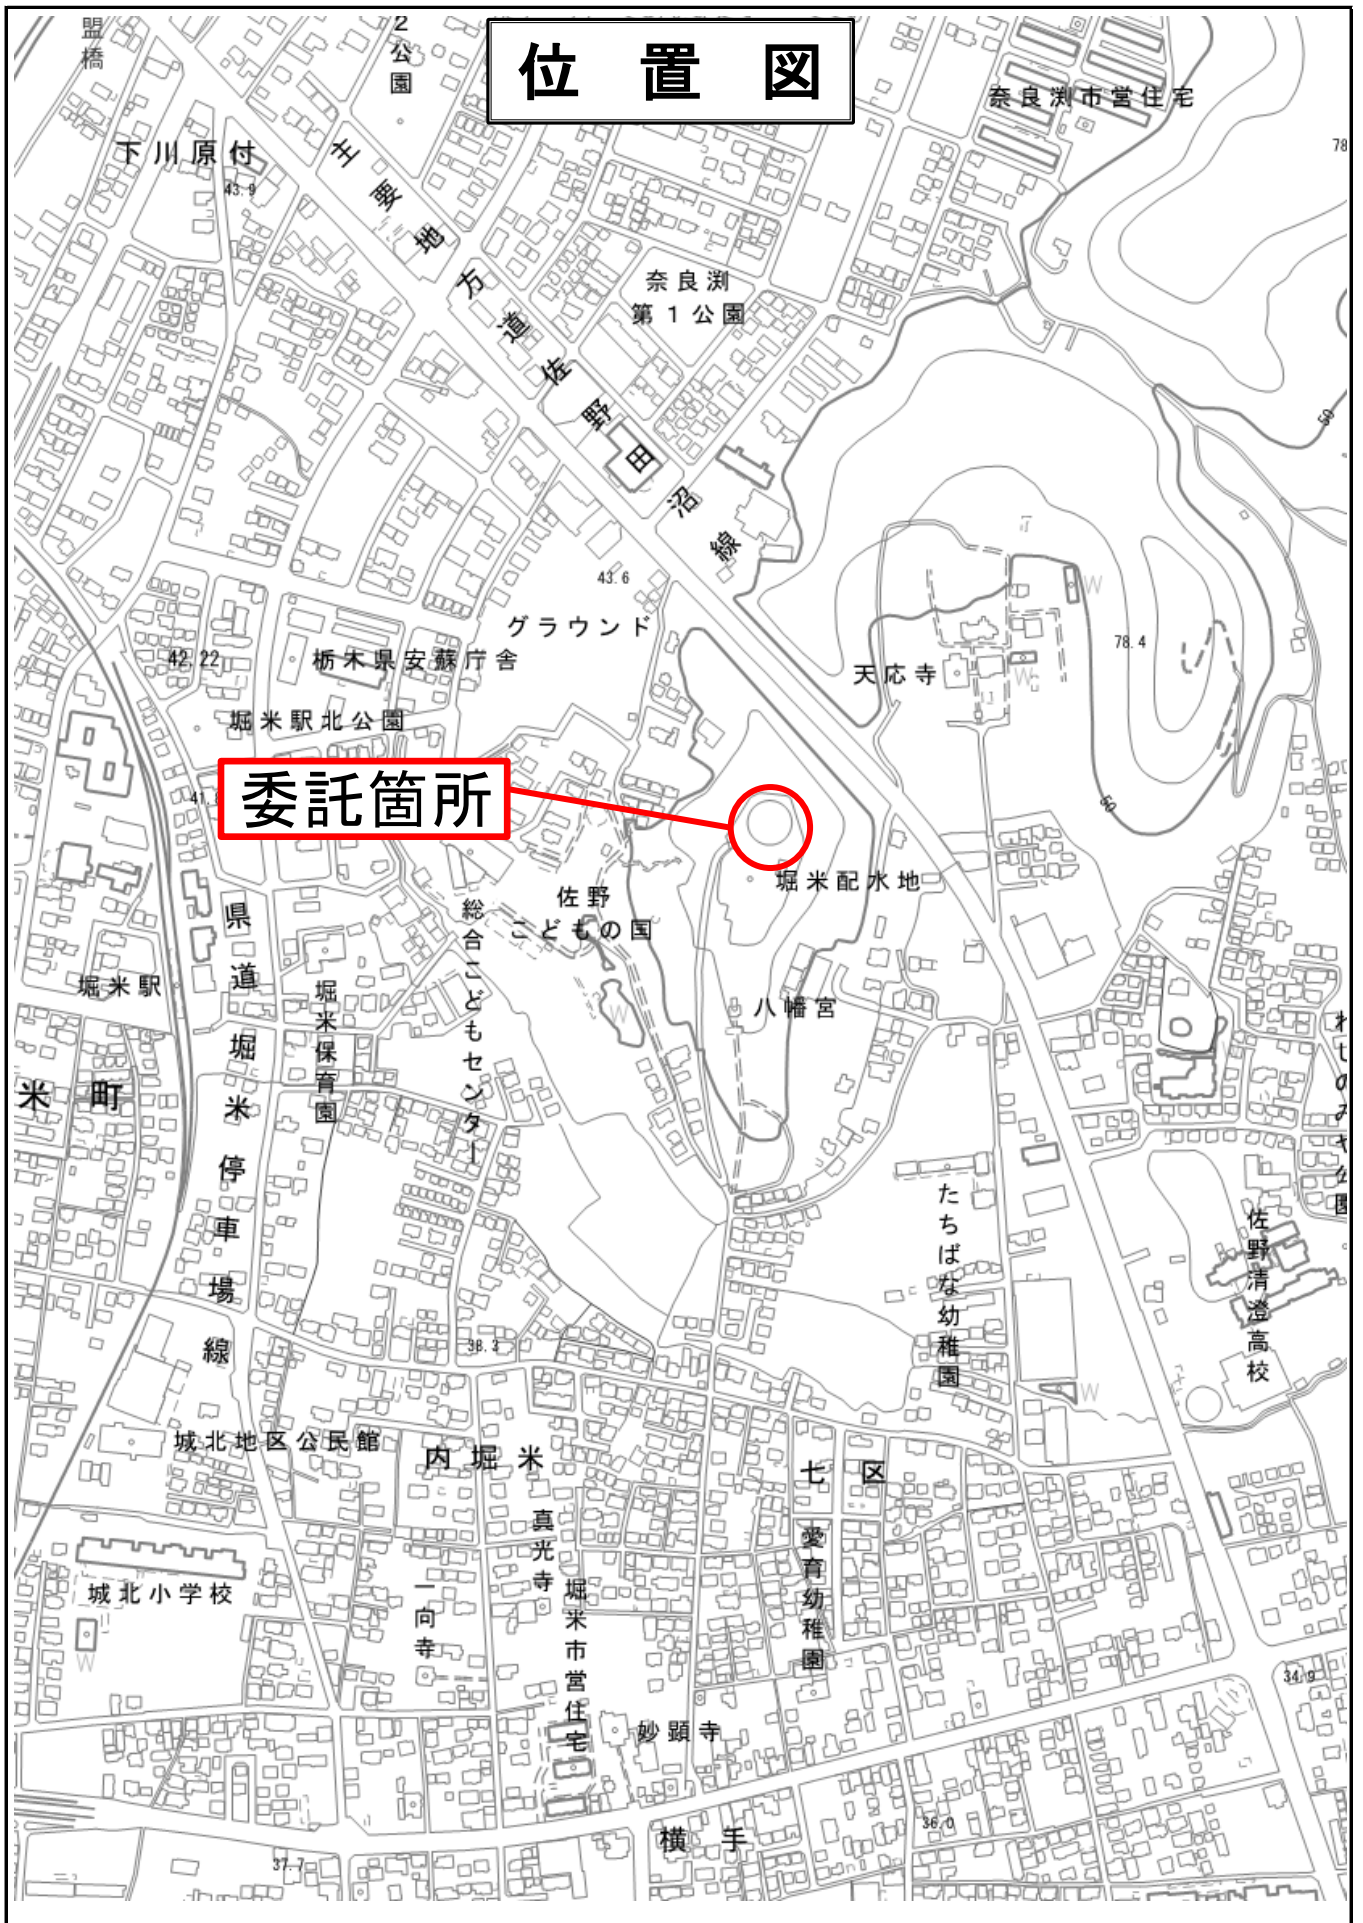 位置図
盟橋
2公園
奈良渕市営住宅
78
下川原付
43.9
主要地方道佐野田沼線
奈良渕
第1公園
50
43.6
グラウンド
W
78.4
42.22
栃木県安蘇庁舎
天応寺
W
堀米駅北公園
委託箇所
41.8
50
堀米配水地
佐野
こどもの国
総合こどもセンター
県道堀米停車場線
堀米駅
堀米保育園
八幡宮
W
米町
たちばな幼稚園
佐野清澄高校
38.3
W
城北地区公民館
内堀米
七区
真光寺
愛育幼稚園
城北小学校
一向寺
堀米市営住宅
W
34.9
妙顕寺
横手
36.0
37.7